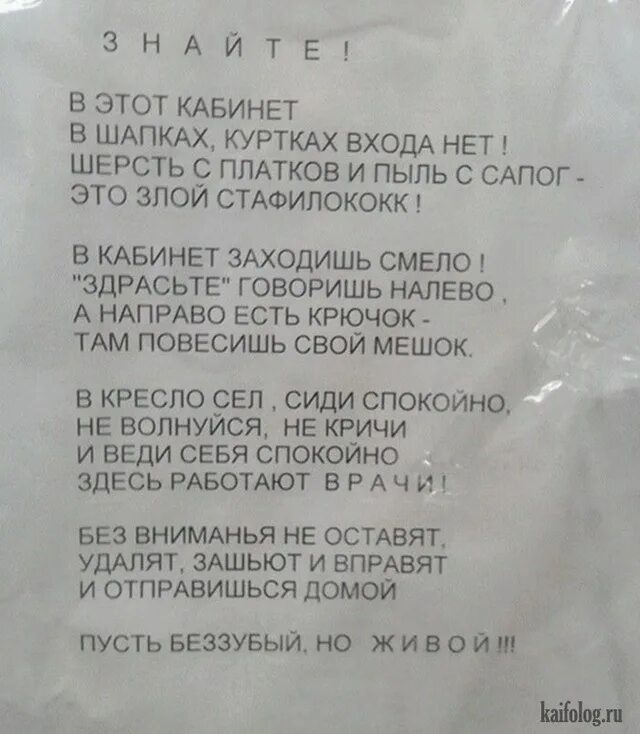 З Н А Й Т Е !
В ЭТОТ КАБИНЕТ
В ШАПКАХ, КУРТКАХ ВХОДА НЕТ !
ШЕРСТЬ С ПЛАТКОВ И ПЫЛЬ С САПОГ -
ЭТО ЗЛОЙ СТАФИЛОКОКК !
В КАБИНЕТ ЗАХОДИШЬ СМЕЛО !
"ЗДРАСЬТЕ" ГОВОРИШЬ НАЛЕВО ,
А НАПРАВО ЕСТЬ КРЮЧОК -
ТАМ ПОВЕСИШЬ СВОЙ МЕШОК.
В КРЕСЛО СЕЛ , СИДИ СПОКОЙНО,
НЕ ВОЛНУЙСЯ, НЕ КРИЧИ
И ВЕДИ СЕБЯ СПОКОЙНО
ЗДЕСЬ РАБОТАЮТ В Р А Ч И !
БЕЗ ВНИМАНЬЯ НЕ ОСТАВЯТ,
УДАЛЯТ, ЗАШЬЮТ И ВПРАВЯТ
И ОТПРАВИШЬСЯ ДОМОЙ
ПУСТЬ БЕЗЗУБЫЙ, НО Ж И В О Й !!!
kaifolog.ru